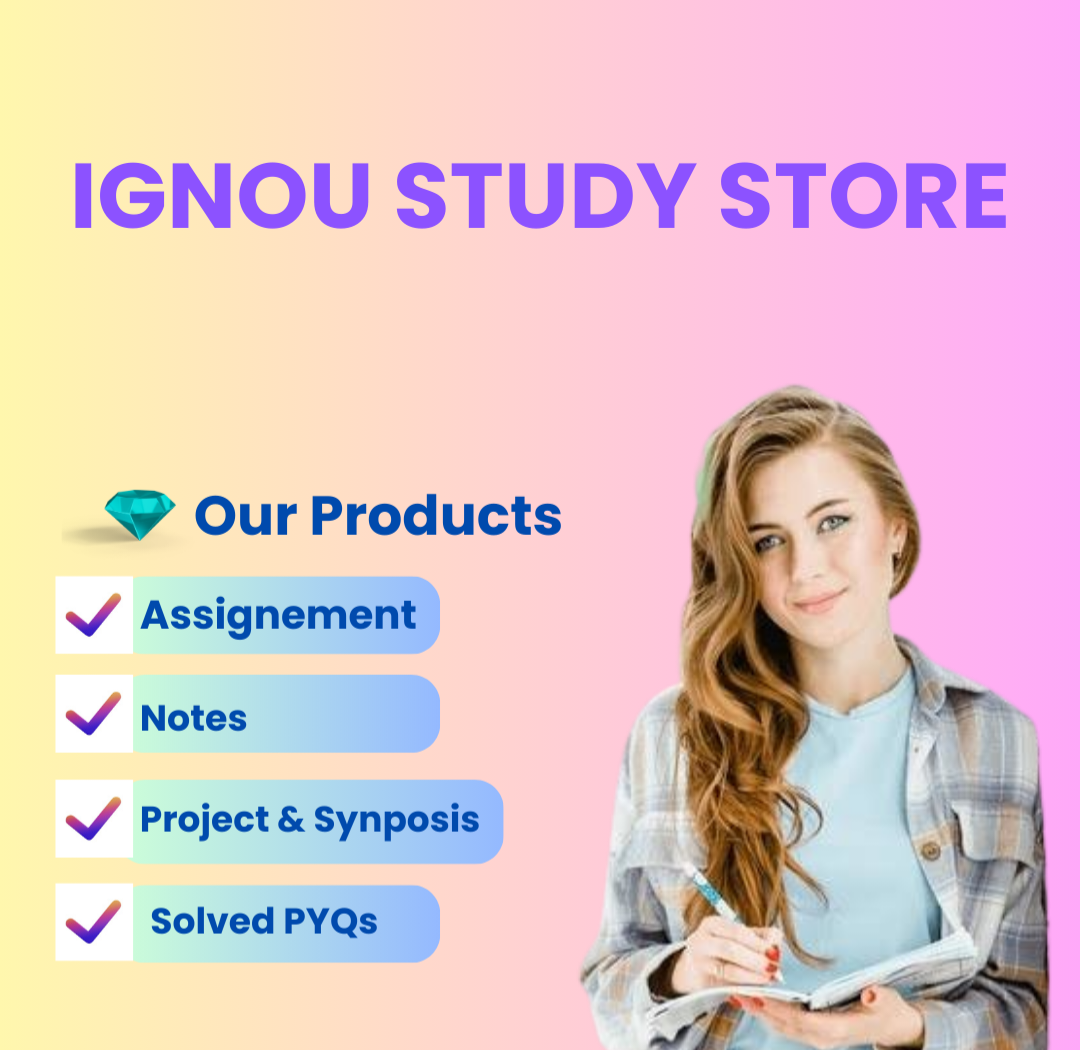 IGNOU STUDY STORE
Our Products
Assignement
Notes
Project & Synposis
Solved PYQs